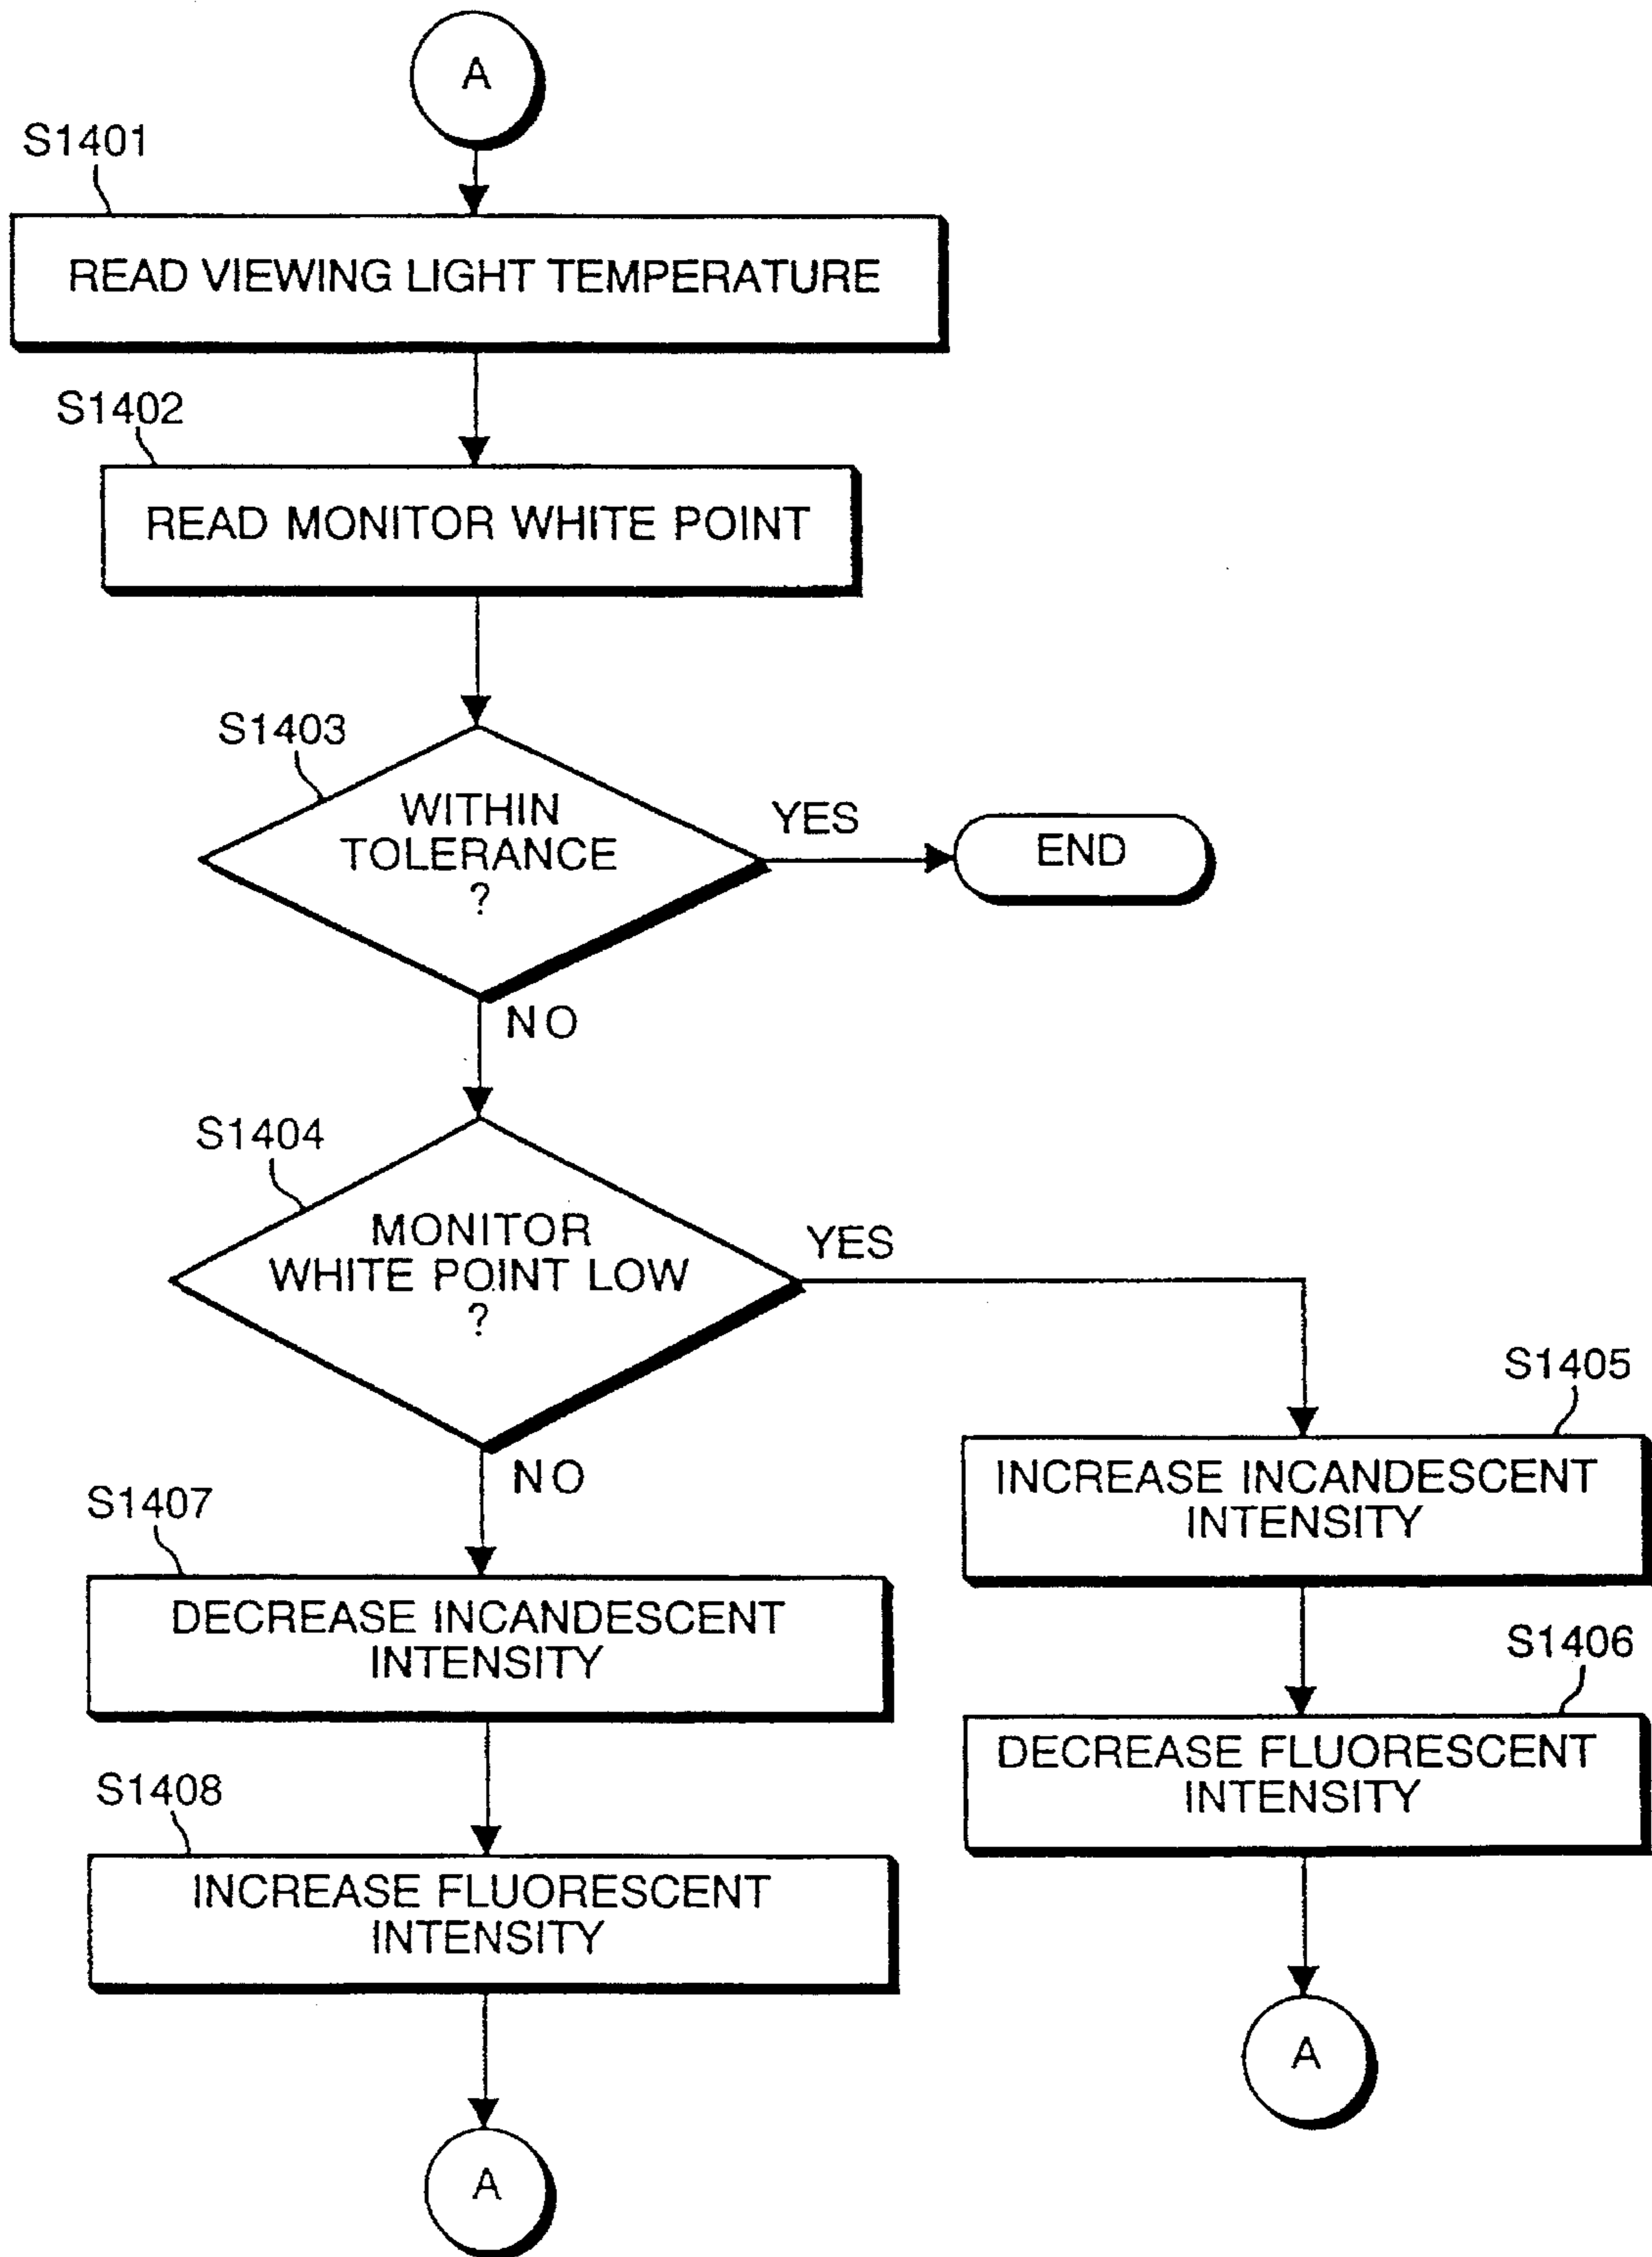 A
S1401
READ VIEWING LIGHT TEMPERATURE
S1402
READ MONITOR WHITE POINT
S1403
WITHIN
TOLERANCE
?
YES
END
NO
S1404
MONITOR
WHITE POINT LOW
?
YES
NO
S1405
INCREASE INCANDESCENT
INTENSITY
S1406
DECREASE FLUORESCENT
INTENSITY
A
S1407
DECREASE INCANDESCENT
INTENSITY
S1408
INCREASE FLUORESCENT
INTENSITY
A